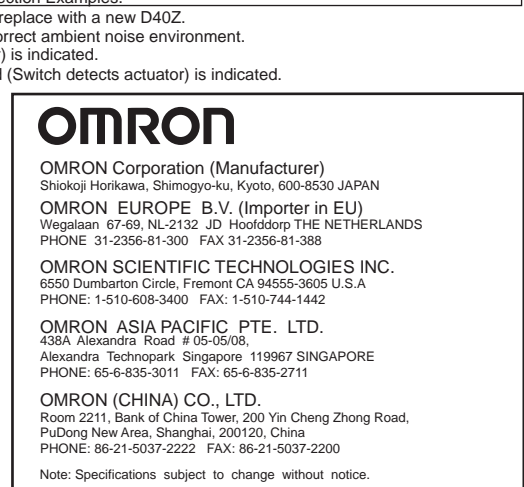 Examples.
replace with a new D40Z.
correct ambient noise environment.
) is indicated.
(Switch detects actuator) is indicated.
OMRON
OMRON Corporation (Manufacturer)
Shiokoji Horikawa, Shimogyo-ku, Kyoto, 600-8530 JAPAN
OMRON EUROPE B.V. (Importer in EU)
Wegalaan 67-69, NL-2132 JD Hoofddorp THE NETHERLANDS
PHONE 31-2356-81-300 FAX 31-2356-81-388
OMRON SCIENTIFIC TECHNOLOGIES INC.
6550 Dumbarton Circle, Fremont CA 94555-3605 U.S.A
PHONE: 1-510-608-3400 FAX: 1-510-744-1442
OMRON ASIA PACIFIC PTE. LTD.
438A Alexandra Road # 05-05/08,
Alexandra Technopark Singapore 119967 SINGAPORE
PHONE: 65-6-835-3011 FAX: 65-6-835-2711
OMRON (CHINA) CO., LTD.
Room 2211, Bank of China Tower, 200 Yin Cheng Zhong Road,
PuDong New Area, Shanghai, 200120, China
PHONE: 86-21-5037-2222 FAX: 86-21-5037-2200
Note: Specifications subject to change without notice.